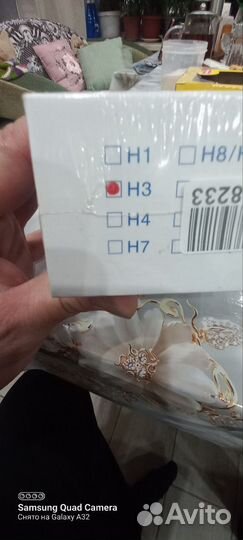 H1 H8/
H3
8233
H4
H7
Samsung Quad Camera
Снято на Galaxy A32
Avito